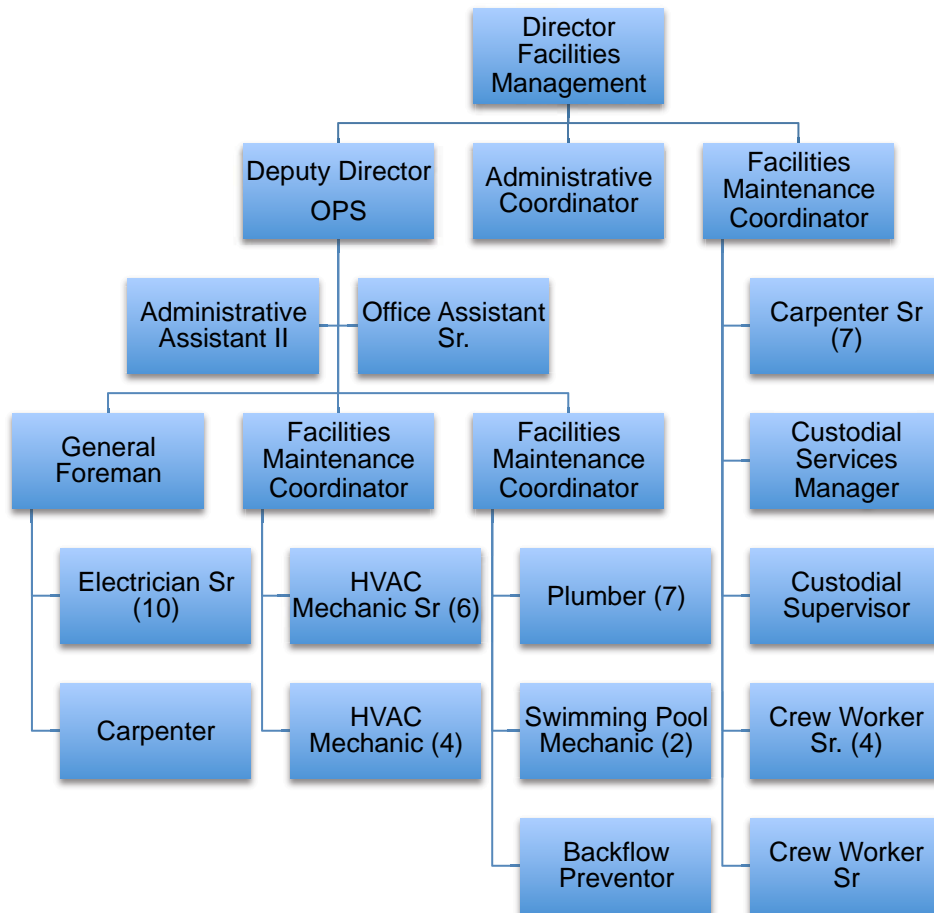 Director
Facilities
Management
Deputy Director
OPS
Administrative
Coordinator
Facilities
Maintenance
Coordinator
Administrative
Assistant II
Office Assistant
Sr.
Carpenter Sr
(7)
General
Foreman
Facilities
Maintenance
Coordinator
Facilities
Maintenance
Coordinator
Custodial
Services
Manager
Electrician Sr
(10)
HVAC
Mechanic Sr (6)
Plumber (7)
Custodial
Supervisor
Carpenter
HVAC
Mechanic (4)
Swimming Pool
Mechanic (2)
Crew Worker
Sr. (4)
Backflow
Preventor
Crew Worker
Sr